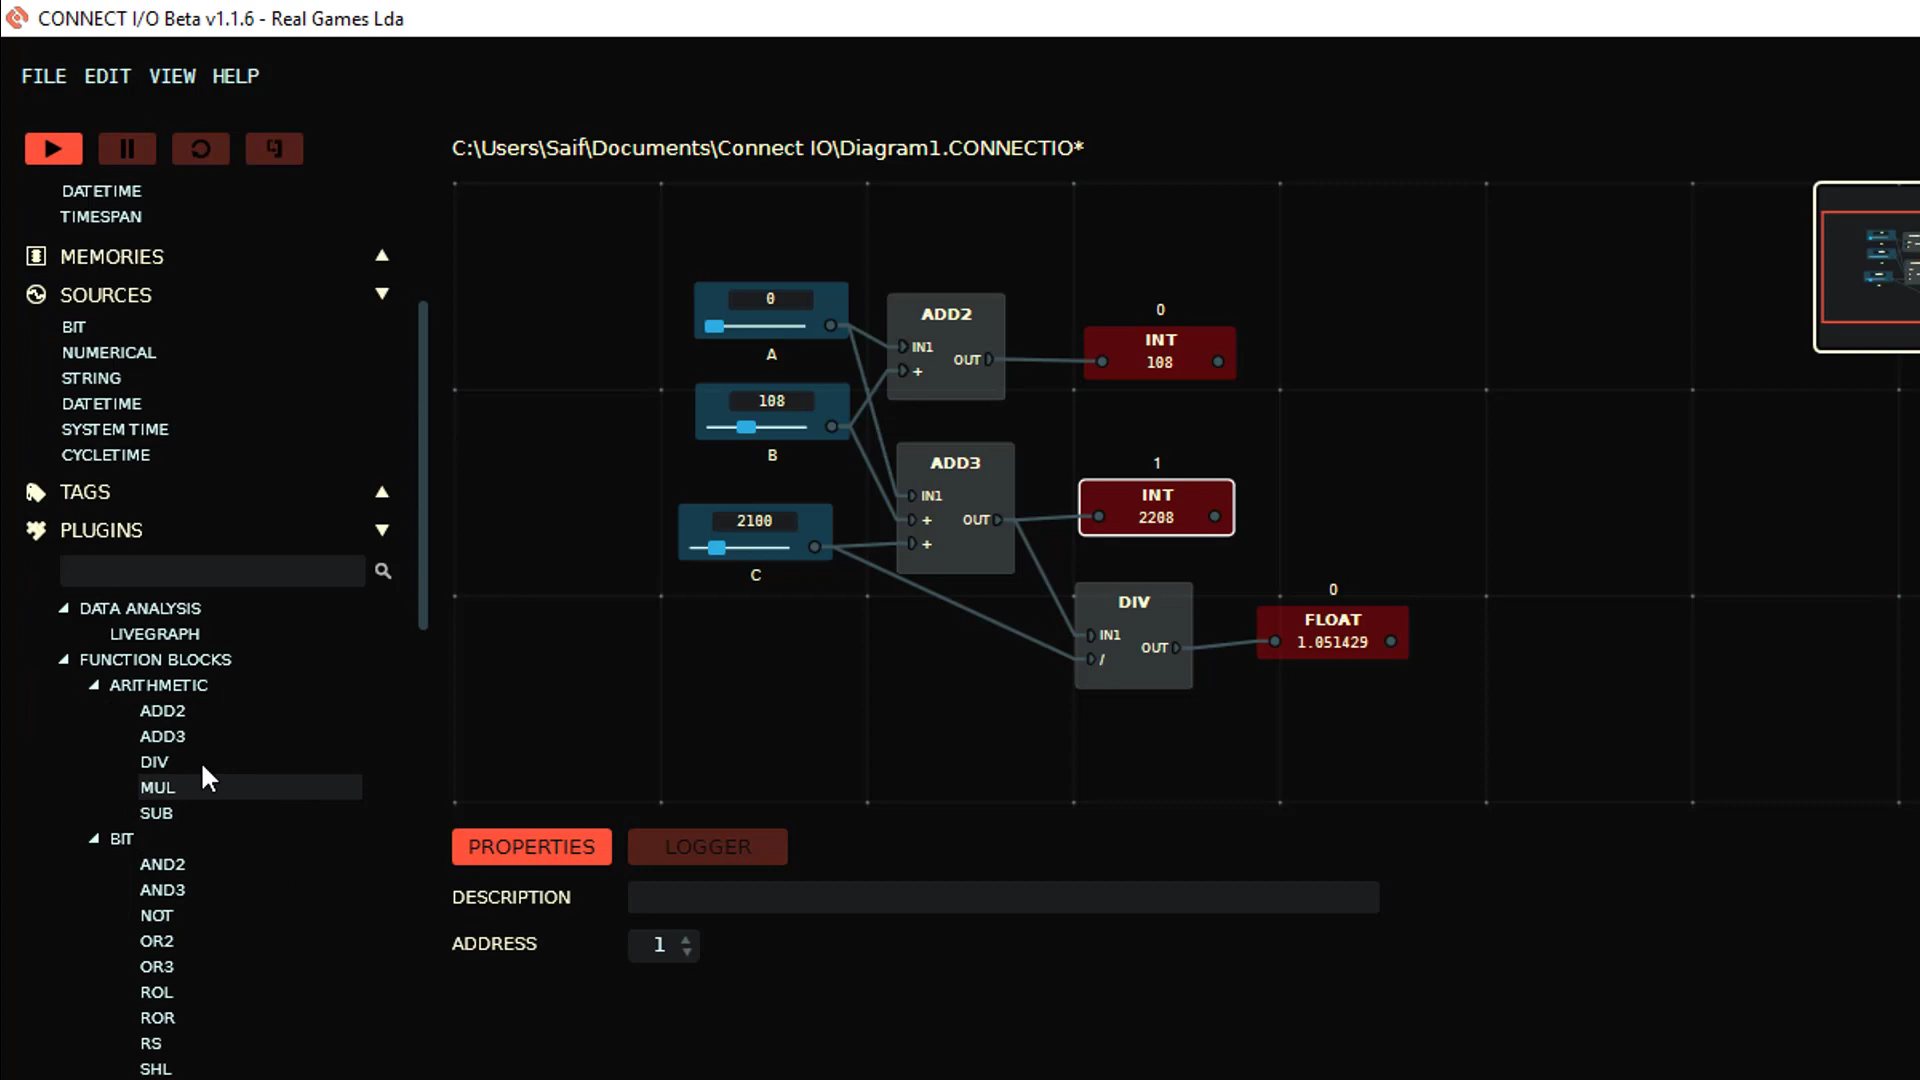 CONNECT I/O Beta v1.1.6 - Real Games Lda
FILE EDIT VIEW HELP
C:\Users\Saif\Documents\Connect IO\Diagram1.CONNECTIO*
DATETIME
TIMESPAN
MEMORIES
SOURCES
BIT
NUMERICAL
STRING
DATETIME
SYSTEM TIME
CYCLETIME
TAGS
PLUGINS
DATA ANALYSIS
LIVEGRAPH
FUNCTION BLOCKS
ARITHMETIC
ADD2
ADD3
DIV
MUL
SUB
BIT
AND2
AND3
NOT
OR2
OR3
ROL
ROR
RS
SHL
0
A
108
B
2100
C
ADD2
IN1
OUT
+
0
INT
108
ADD3
IN1
+
OUT
+
1
INT
2208
DIV
IN1
OUT
/
0
FLOAT
1.051429
PROPERTIES
LOGGER
DESCRIPTION
ADDRESS
1